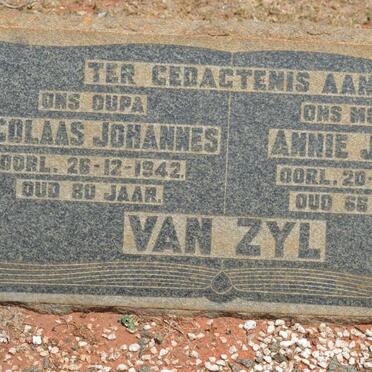 TER GEDACTENIS AAN
ONS OUPA
COLAAS JOHANNES
OORL. 26-12-1942.
OUD 80 JAAR.
ONS M
ANNIE J
OORL. 20-
OUD 66
VAN ZYL